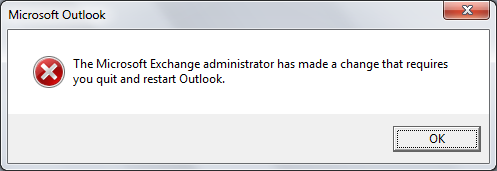 Microsoft Outlook
The Microsoft Exchange administrator has made a change that requires
you quit and restart Outlook.
OK